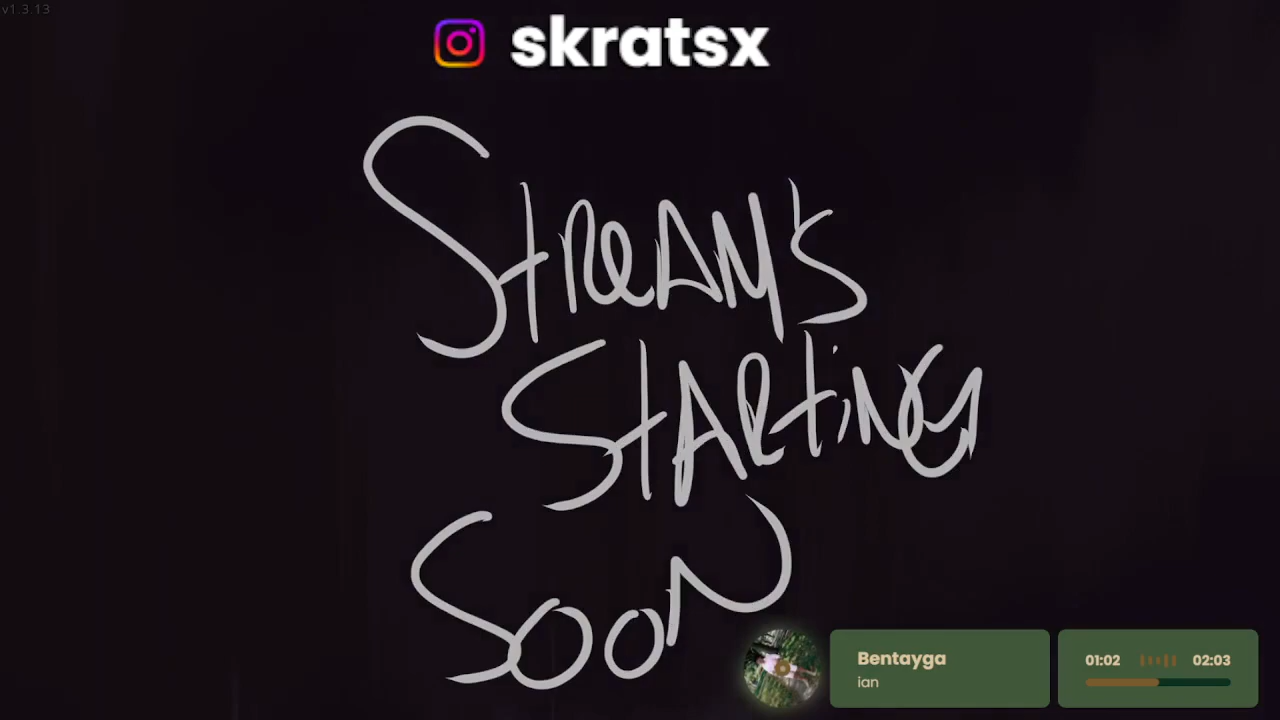 v1.3.13
skratsx
STREAM's
STARTiNG
SooN
Bentayga
ian
01:02 02:03